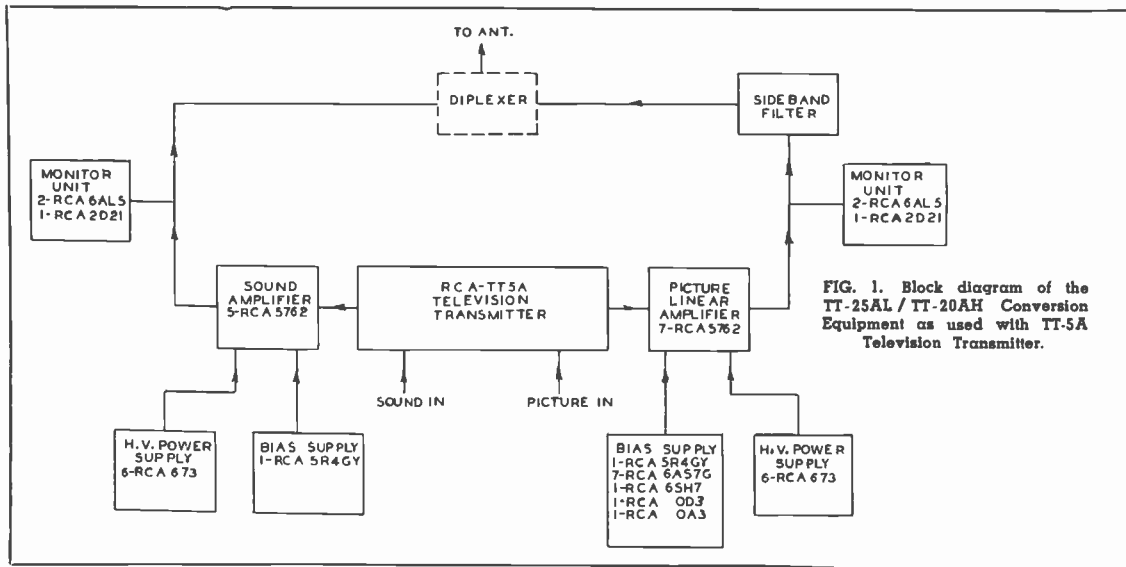 TO ANT.
DIPLEXER
SIDEBAND
FILTER
MONITOR
UNIT
2-RCA 6AL5
1-RCA 2D21
MONITOR
UNIT
2-RCA 6AL5
1-RCA 2D21
SOUND
AMPLIFIER
5-RCA 5762
RCA-TT5A
TELEVISION
TRANSMITTER
PICTURE
LINEAR
AMPLIFIER
7-RCA 5762
FIG. 1. Block diagram of the
TT-25AL / TT-20AH Conversion
Equipment as used with TT-5A
Television Transmitter.
SOUND IN
PICTURE IN
H.V. POWER
SUPPLY
6-RCA 673
BIAS SUPPLY
1-RCA 5R4GY
BIAS SUPPLY
1-RCA 5R4GY
7-RCA 6AS7G
1-RCA 6SH7
1-RCA OD3
1-RCA OA3
H.V. POWER
SUPPLY
6-RCA 673